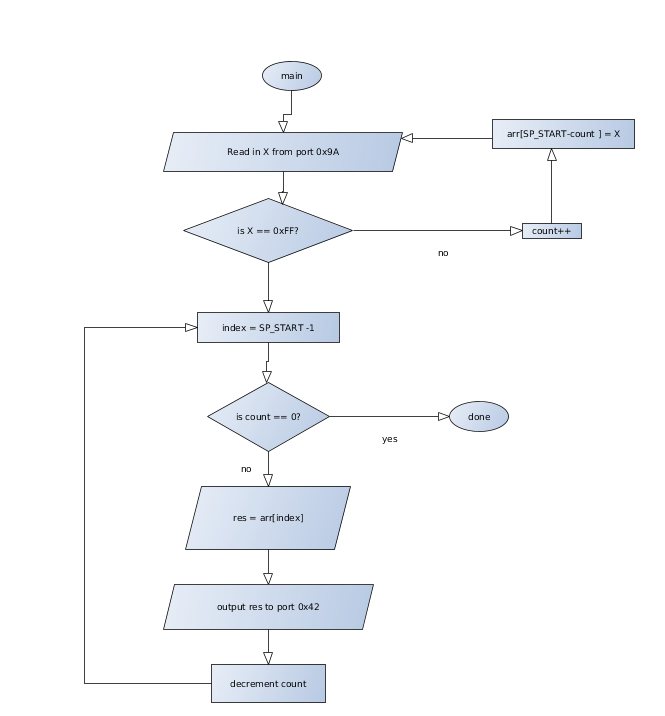 main
Read in X from port 0x9A
arr[SP_START-count ] = X
is X == 0xFF?
count++
no
index = SP_START -1
is count == 0?
done
yes
no
res = arr[index]
output res to port 0x42
decrement count